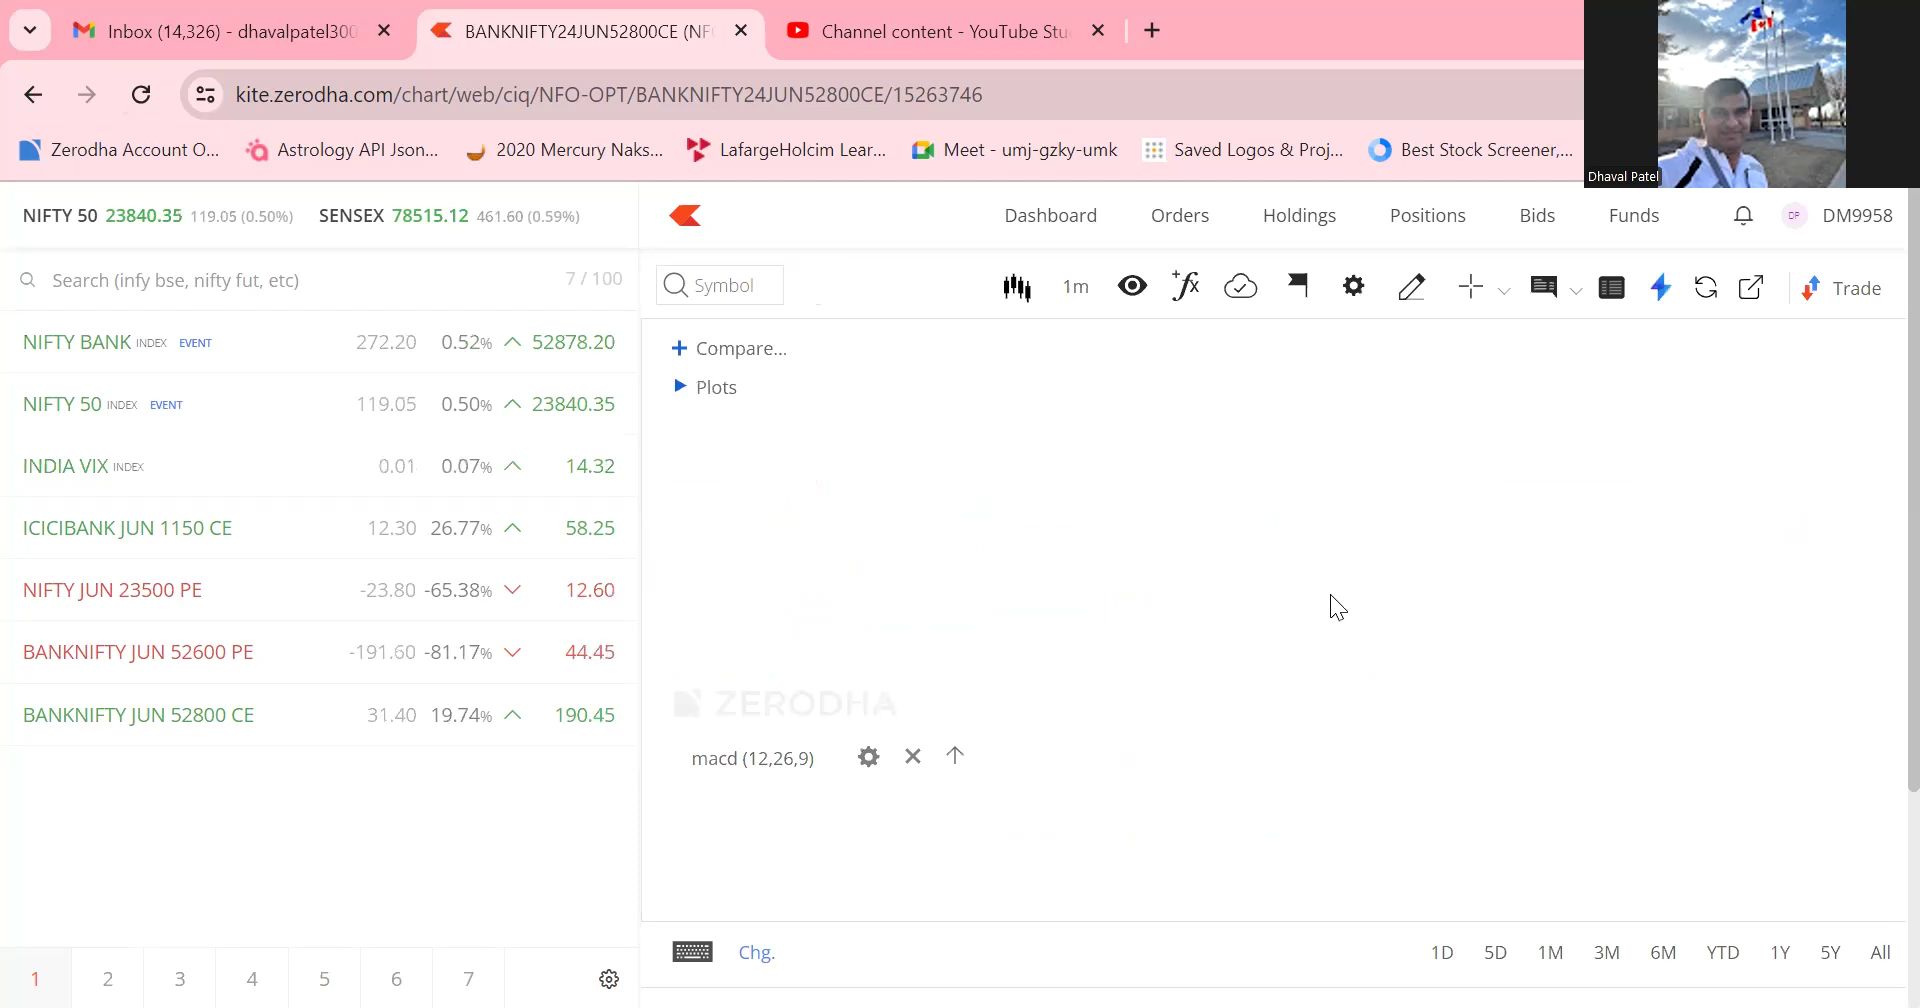 Inbox (14,326) - dhavalpatel300
BANKNIFTY24JUN52800CE (NF
Channel content - YouTube Stu
kite.zerodha.com/chart/web/ciq/NFO-OPT/BANKNIFTY24JUN52800CE/15263746
Zerodha Account O...
Astrology API Json...
2020 Mercury Naks...
LafargeHolcim Lear...
Meet - umj-gzky-umk
Saved Logos & Proj...
Best Stock Screener,...
Dhaval Patel
NIFTY 50 23840.35 119.05 (0.50%) SENSEX 78515.12 461.60 (0.59%)
Dashboard Orders Holdings Positions Bids Funds DP DM9958
Search (infy bse, nifty fut, etc) 7 / 100
Symbol 1m Trade
NIFTY BANK INDEX EVENT 272.20 0.52% 52878.20
NIFTY 50 INDEX EVENT 119.05 0.50% 23840.35
INDIA VIX INDEX 0.01 0.07% 14.32
ICICIBANK JUN 1150 CE 12.30 26.77% 58.25
NIFTY JUN 23500 PE -23.80 -65.38% 12.60
BANKNIFTY JUN 52600 PE -191.60 -81.17% 44.45
BANKNIFTY JUN 52800 CE 31.40 19.74% 190.45
Compare...
Plots
ZERODHA
macd (12,26,9)
Chg. 1D 5D 1M 3M 6M YTD 1Y 5Y All
1 2 3 4 5 6 7